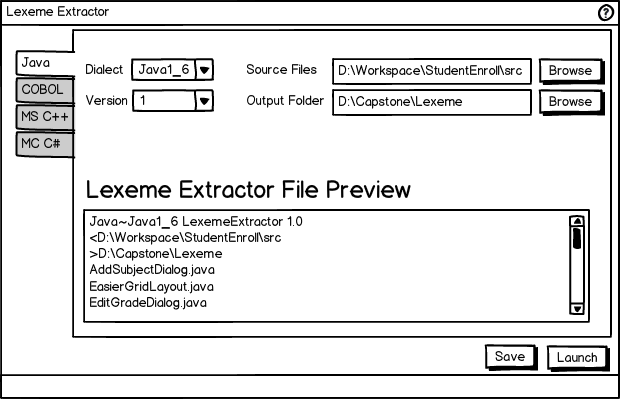 Lexeme Extractor ?
Java
COBOL
MS C++
MC C#
Dialect Java1_6 Source Files D:\Workspace\StudentEnroll\src Browse
Version 1 Output Folder D:\Capstone\Lexeme Browse
Lexeme Extractor File Preview
Java~Java1_6 LexemeExtractor 1.0
<D:\Workspace\StudentEnroll\src
>D:\Capstone\Lexeme
AddSubjectDialog.java
EasierGridLayout.java
EditGradeDialog.java
Save Launch